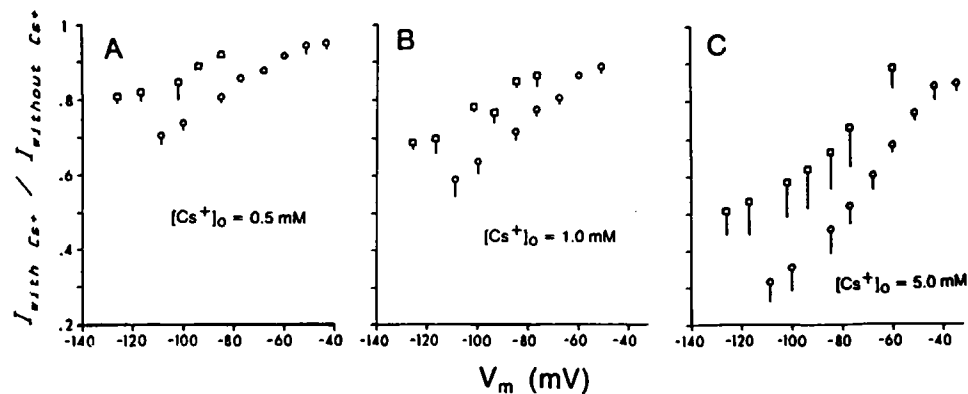 I with Cs+ / I without Cs+
1
.8
.6
.4
.2
A
[Cs+]o = 0.5 mM
-140 -120 -100 -80 -60 -40
B
[Cs+]o = 1.0 mM
-140 -120 -100 -80 -60 -40
C
[Cs+]o = 5.0 mM
-140 -120 -100 -80 -60 -40
Vm (mV)